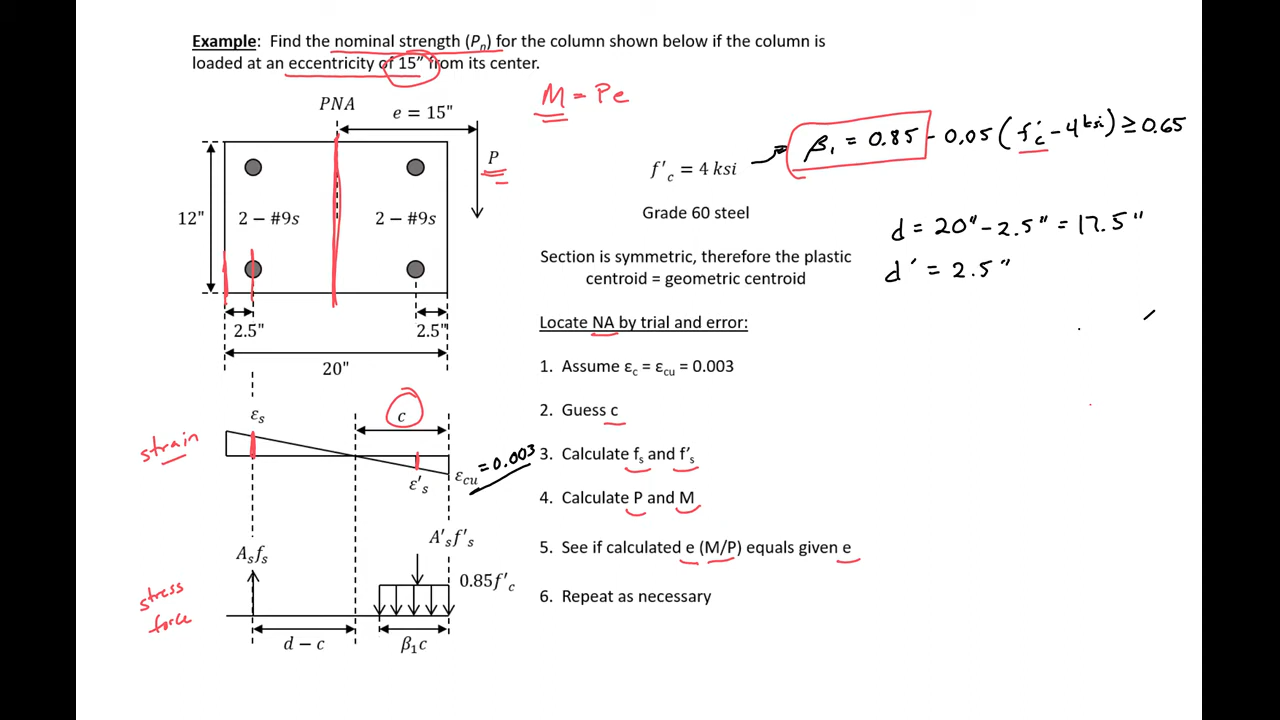 Example: Find the nominal strength (Pn) for the column shown below if the column is
loaded at an eccentricity of 15" from its center.
M = Pe
PNA
e = 15"
P
12"
2 − #9s
2 − #9s
2.5"
2.5"
20"
f′c = 4 ksi
β₁ = 0.85 - 0.05 (f'c - 4ksi) ≥ 0.65
Grade 60 steel
d = 20" - 2.5" = 17.5"
d' = 2.5"
Section is symmetric, therefore the plastic
centroid = geometric centroid
Locate NA by trial and error:
1. Assume εc = εcu = 0.003
2. Guess c
3. Calculate fs and f's
4. Calculate P and M
5. See if calculated e (M/P) equals given e
6. Repeat as necessary
εs
c
strain
ε's
εcu
= 0.003
A's f's
As fs
0.85f'c
stress
force
d − c
β₁c